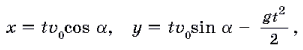 x = tv₀cos α, y = tv₀sin α − gt²/2 ,